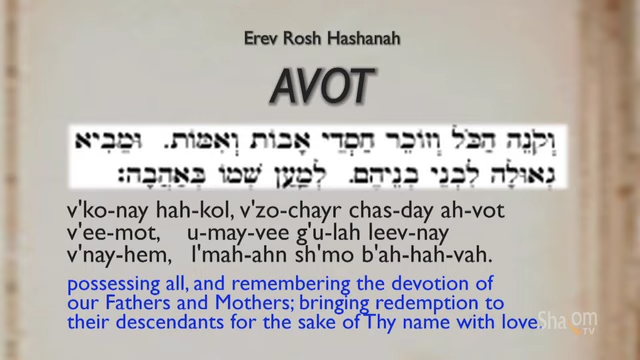 Erev Rosh Hashanah
AVOT
וְקֹנֵה הַכֹּל וְזוֹכֵר חַסְדֵי אָבוֹת וְאִמּוֹת. וּמֵבִיא
גְאוּלָה לִבְנֵי בְנֵיהֶם. לְמַעַן שְׁמוֹ בְּאַהֲבָה:
v'ko-nay hah-kol, v'zo-chayr chas-day ah-vot
v'ee-mot, u-may-vee g'u-lah leev-nay
v'nay-hem, l'mah-ahn sh'mo b'ah-hah-vah.
possessing all, and remembering the devotion of
our Fathers and Mothers; bringing redemption to
their descendants for the sake of Thy name with love.
Shalom
TV